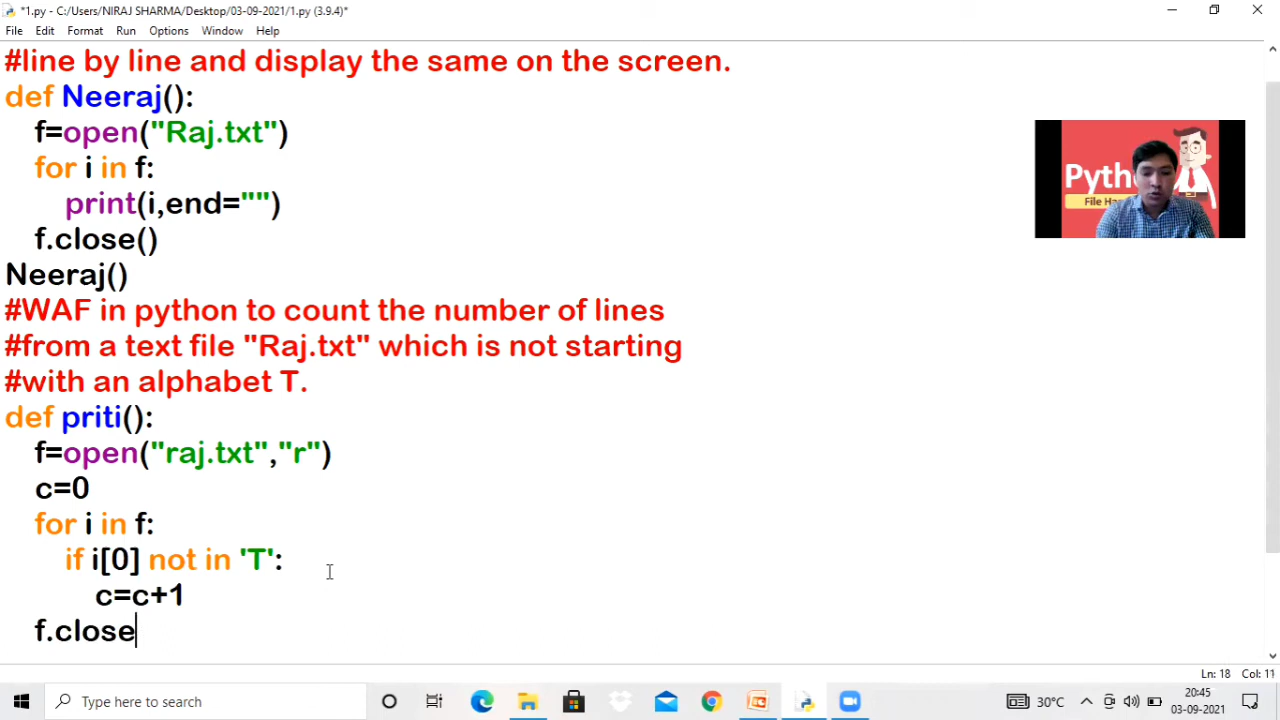 *1.py - C:/Users/NIRAJ SHARMA/Desktop/03-09-2021/1.py (3.9.4)*
File Edit Format Run Options Window Help
#line by line and display the same on the screen.
def Neeraj():
f=open("Raj.txt")
for i in f:
print(i,end="")
f.close()
Neeraj()
#WAF in python to count the number of lines
#from a text file "Raj.txt" which is not starting
#with an alphabet T.
def priti():
f=open("raj.txt","r")
c=0
for i in f:
if i[0] not in 'T':
c=c+1
f.close
Pyth
File Ha
Ln: 18 Col: 11
Type here to search
30°C
20:45
03-09-2021